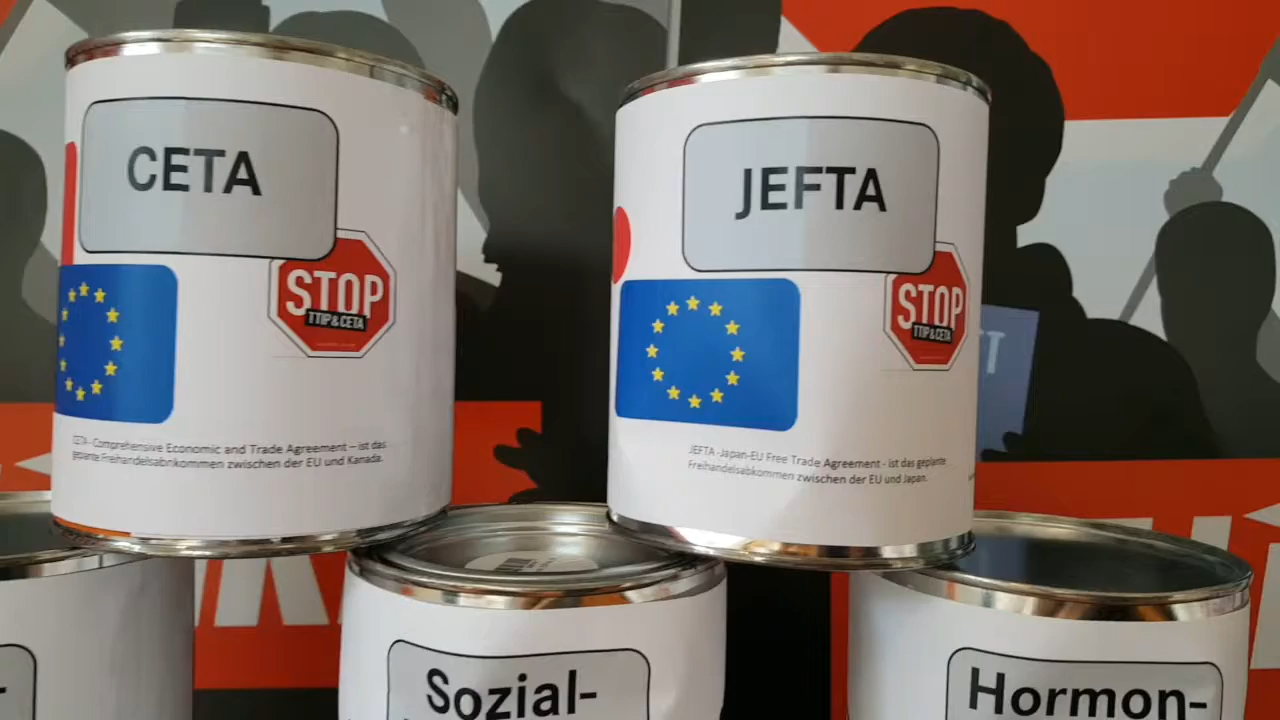 CETA
STOP
TTIP & CETA
CETA - Comprehensive Economic and Trade Agreement – ist das
geplante Freihandelsabkommen zwischen der EU und Kanada.
JEFTA
STOP
TTIP & CETA
JEFTA -Japan-EU Free Trade Agreement - ist das geplante
Freihandelsabkommen zwischen der EU und Japan.
Sozial-
Hormon-